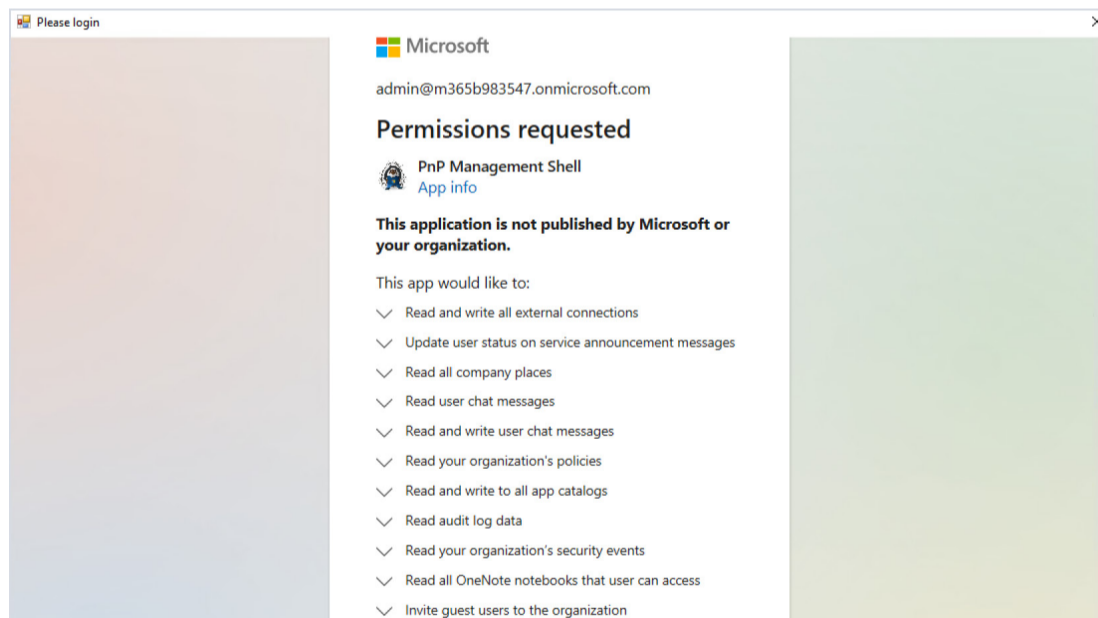 Please login
Microsoft
admin@m365b983547.onmicrosoft.com
Permissions requested
PnP Management Shell
App info
This application is not published by Microsoft or
your organization.
This app would like to:
Read and write all external connections
Update user status on service announcement messages
Read all company places
Read user chat messages
Read and write user chat messages
Read your organization's policies
Read and write to all app catalogs
Read audit log data
Read your organization's security events
Read all OneNote notebooks that user can access
Invite guest users to the organization